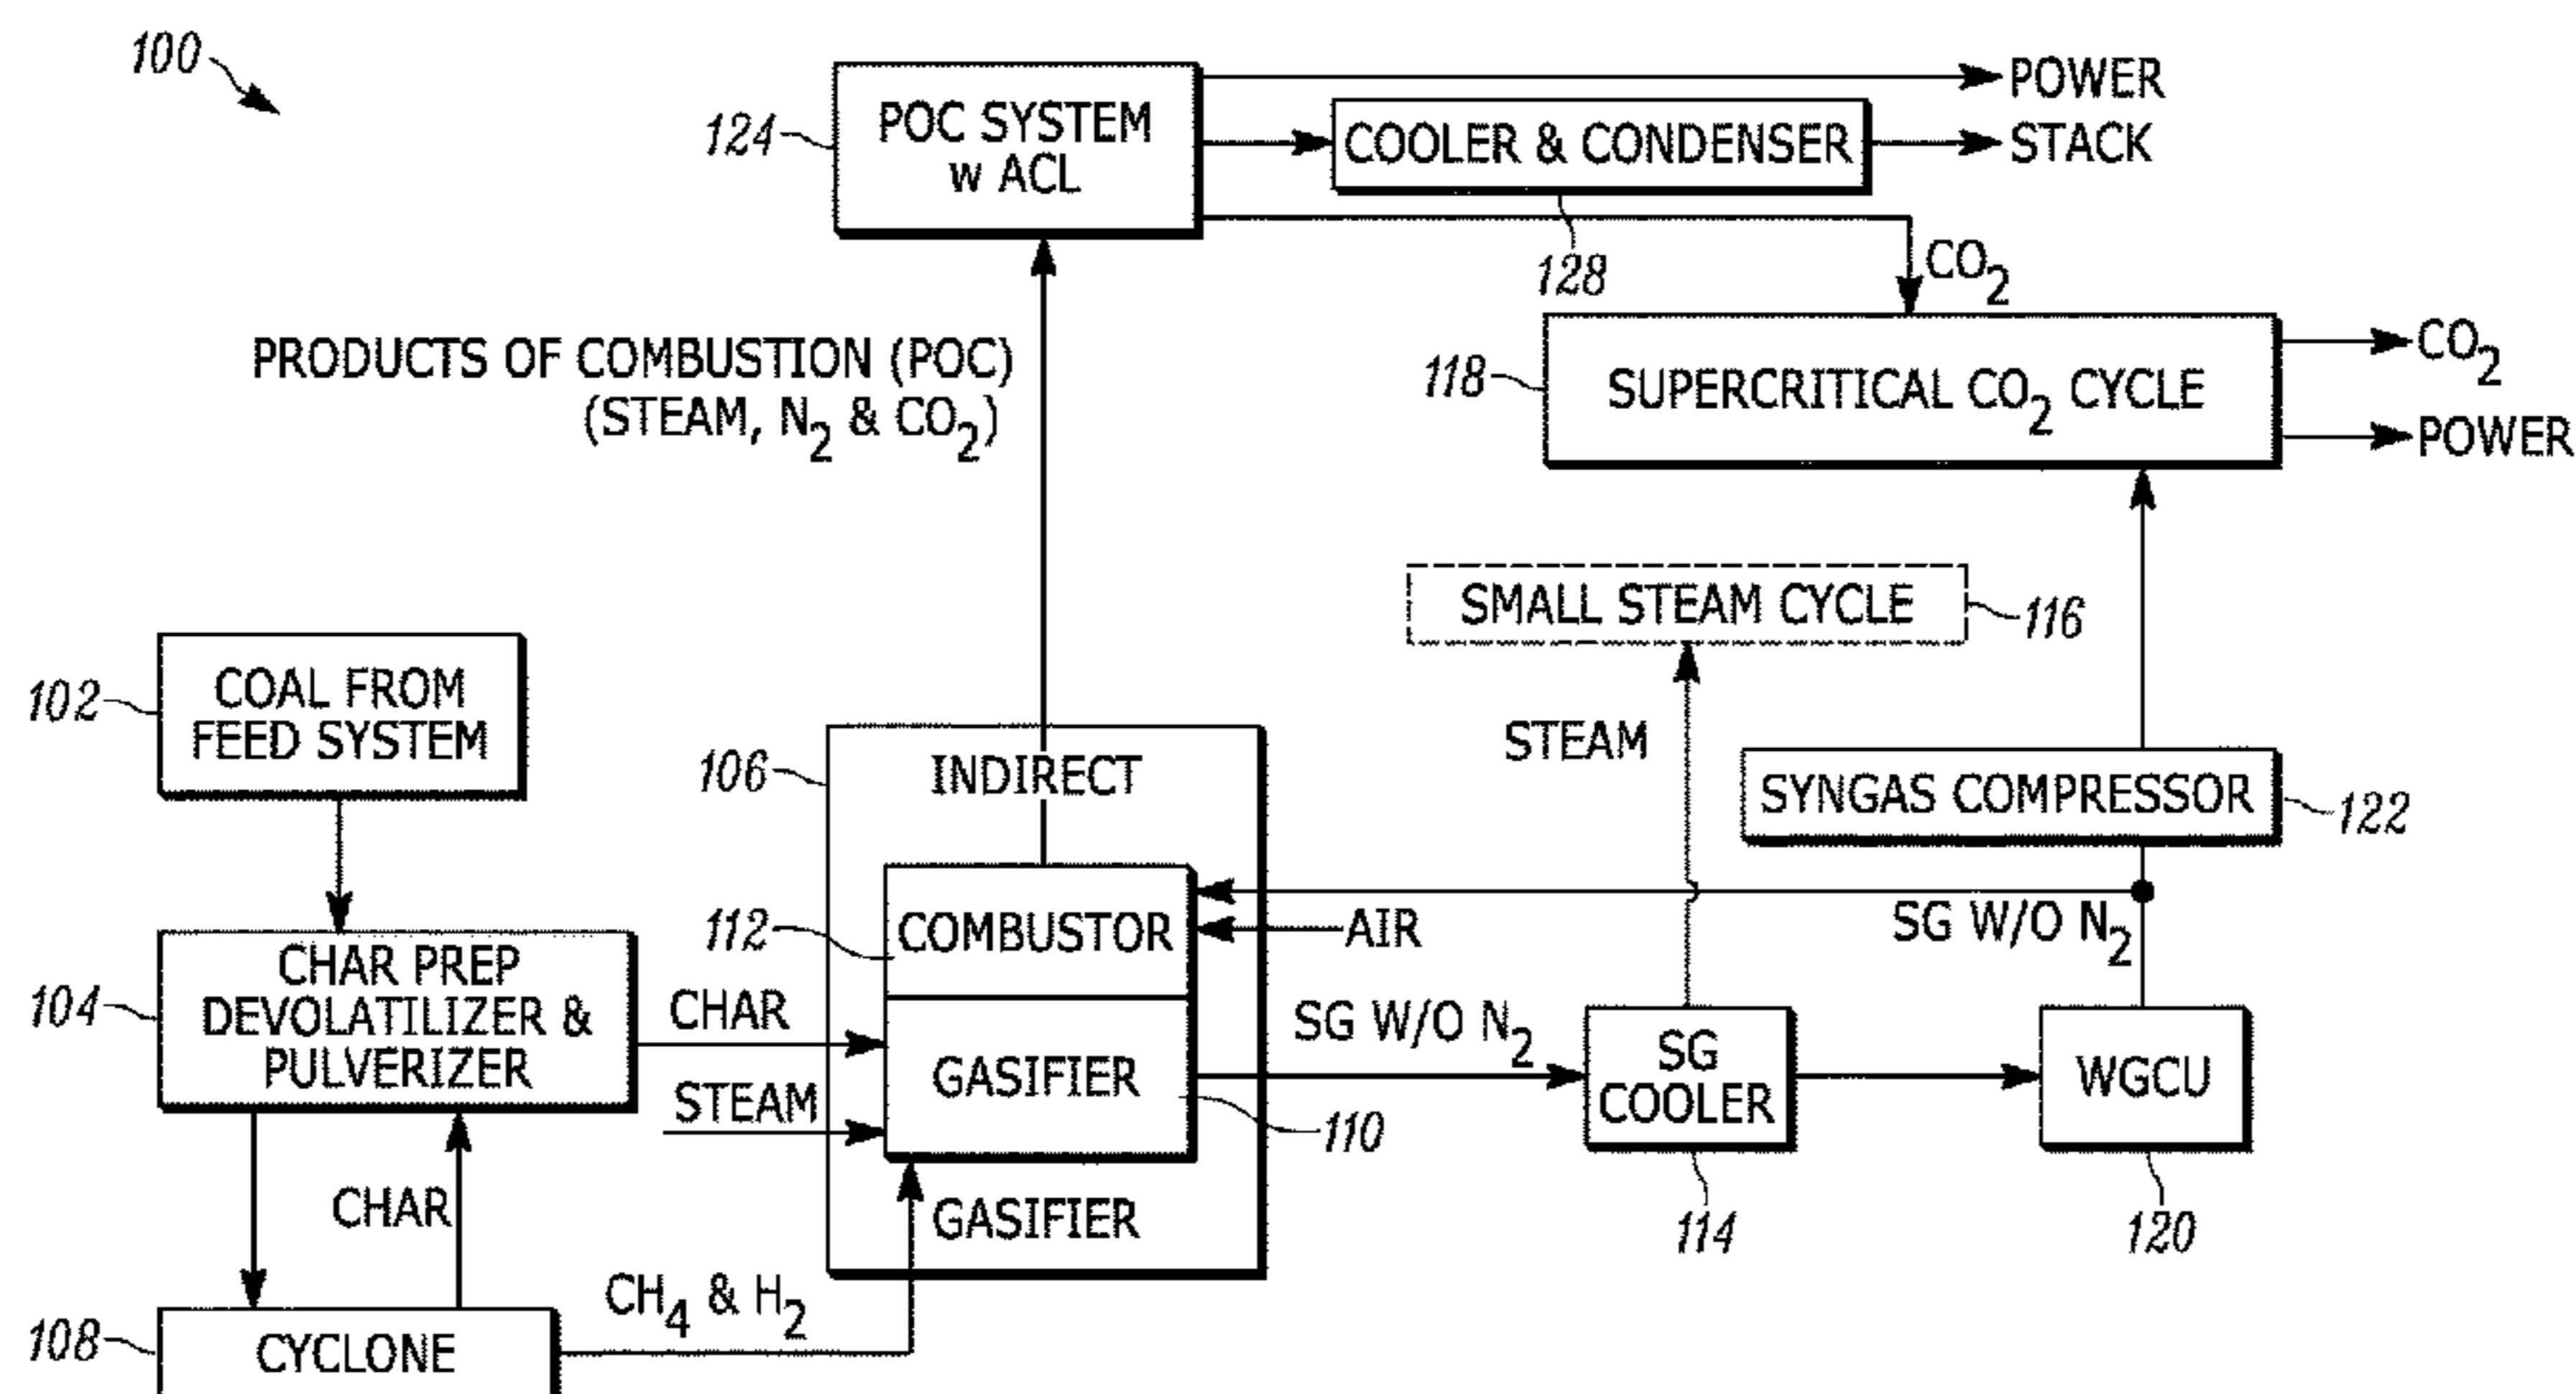 100
124
POC SYSTEM
w ACL
POWER
COOLER & CONDENSER
STACK
128
CO2
PRODUCTS OF COMBUSTION (POC)
(STEAM, N2 & CO2)
118
SUPERCRITICAL CO2 CYCLE
CO2
POWER
SMALL STEAM CYCLE
116
102
COAL FROM
FEED SYSTEM
106
INDIRECT
STEAM
SYNGAS COMPRESSOR
122
112
COMBUSTOR
AIR
SG W/O N2
104
CHAR PREP
DEVOLATILIZER &
PULVERIZER
CHAR
STEAM
GASIFIER
110
SG W/O N2
SG
COOLER
WGCU
114
120
CHAR
GASIFIER
CH4 & H2
108
CYCLONE